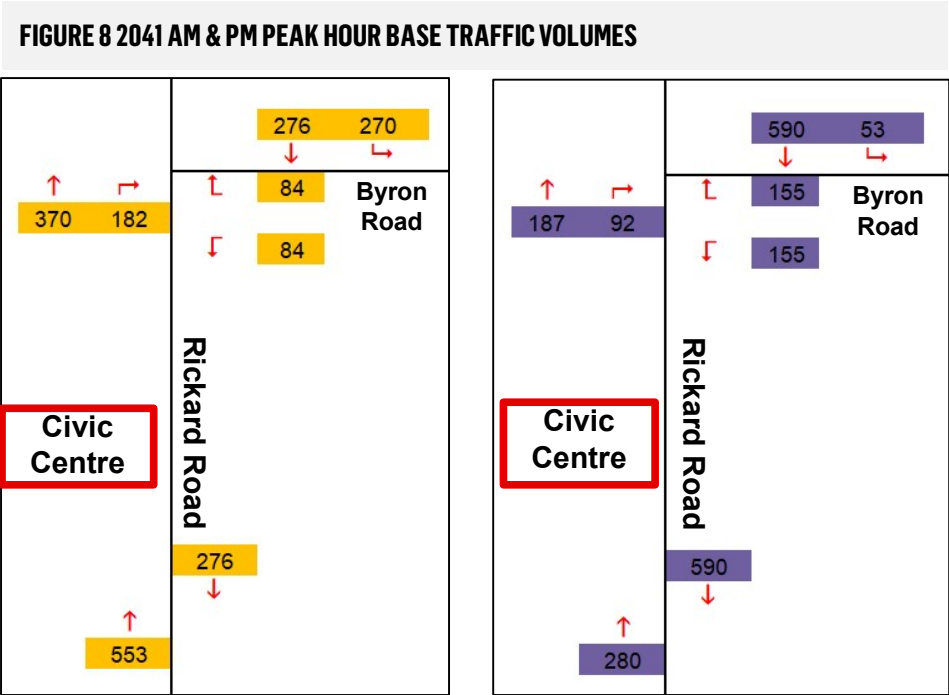 FIGURE 8 2041 AM & PM PEAK HOUR BASE TRAFFIC VOLUMES
276 270
370 182
84
84
Byron
Road
Rickard Road
Civic
Centre
276
553
590 53
187 92
155
155
Byron
Road
Rickard Road
Civic
Centre
590
280